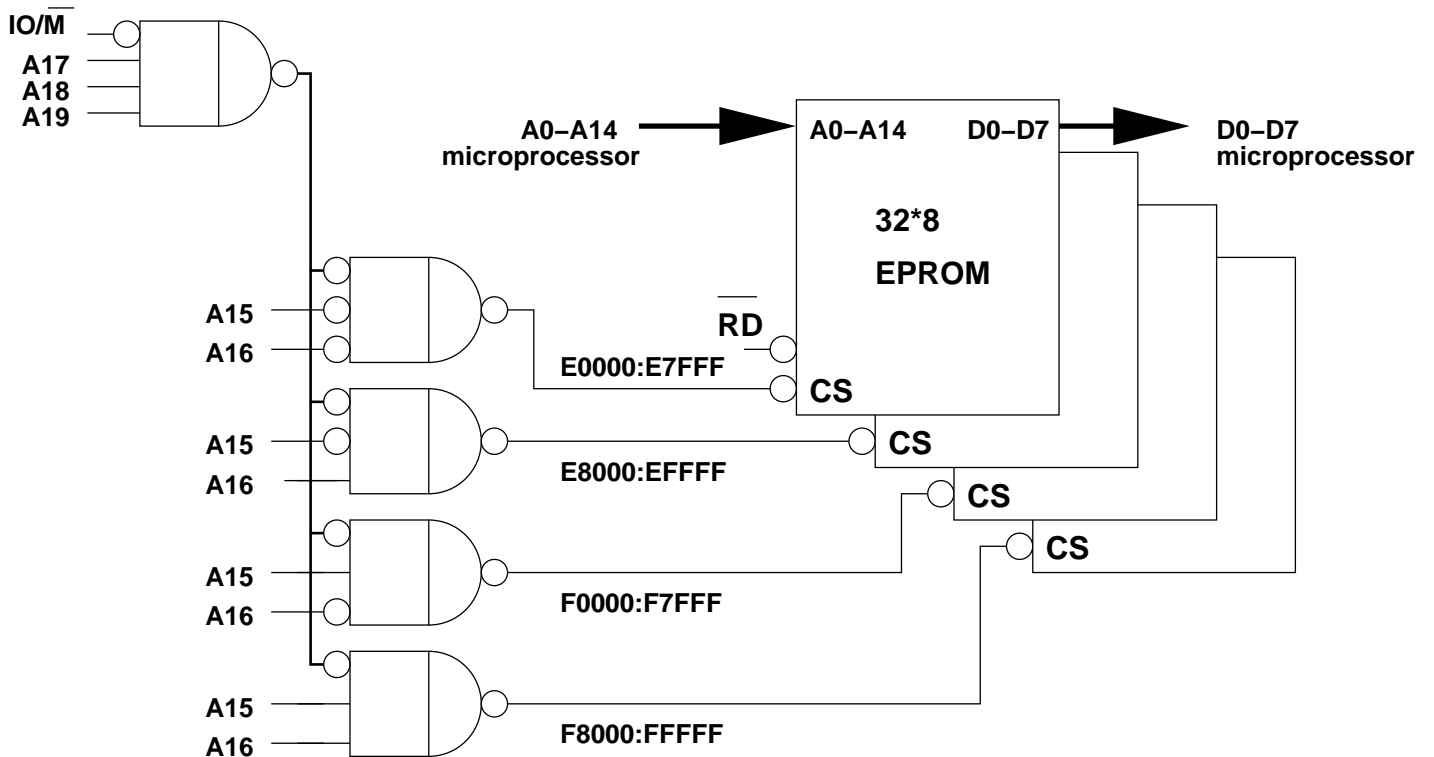 IO/M̅
A17
A18
A19
A0–A14
microprocessor
A0–A14 D0–D7
D0–D7
microprocessor
32*8
EPROM
A15
A16
R̅D̅
E0000:E7FFF
CS
A15
A16
E8000:EFFFF
CS
CS
A15
A16
F0000:F7FFF
CS
A15
A16
F8000:FFFFF